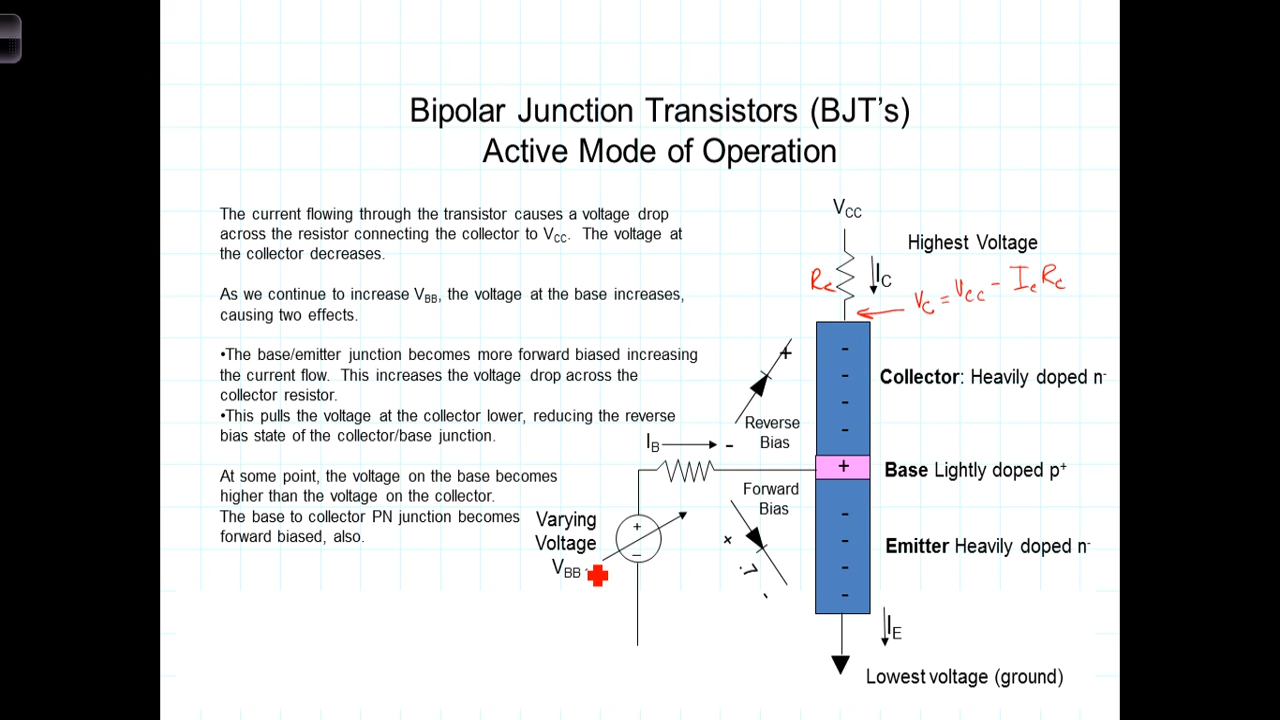 Bipolar Junction Transistors (BJT's)
Active Mode of Operation
The current flowing through the transistor causes a voltage drop
across the resistor connecting the collector to VCC. The voltage at
the collector decreases.
As we continue to increase VBB, the voltage at the base increases,
causing two effects.
•The base/emitter junction becomes more forward biased increasing
the current flow. This increases the voltage drop across the
collector resistor.
•This pulls the voltage at the collector lower, reducing the reverse
bias state of the collector/base junction.
At some point, the voltage on the base becomes
higher than the voltage on the collector.
The base to collector PN junction becomes
forward biased, also.
VCC
Highest Voltage
Rc
IC
VC = VCC - Ic Rc
+
-
-
-
-
Collector: Heavily doped n-
Reverse
Bias
-
IB
+
Base Lightly doped p+
Forward
Bias
Varying
Voltage
VBB
+
−
+
.7
-
-
-
-
-
Emitter Heavily doped n-
IE
Lowest voltage (ground)